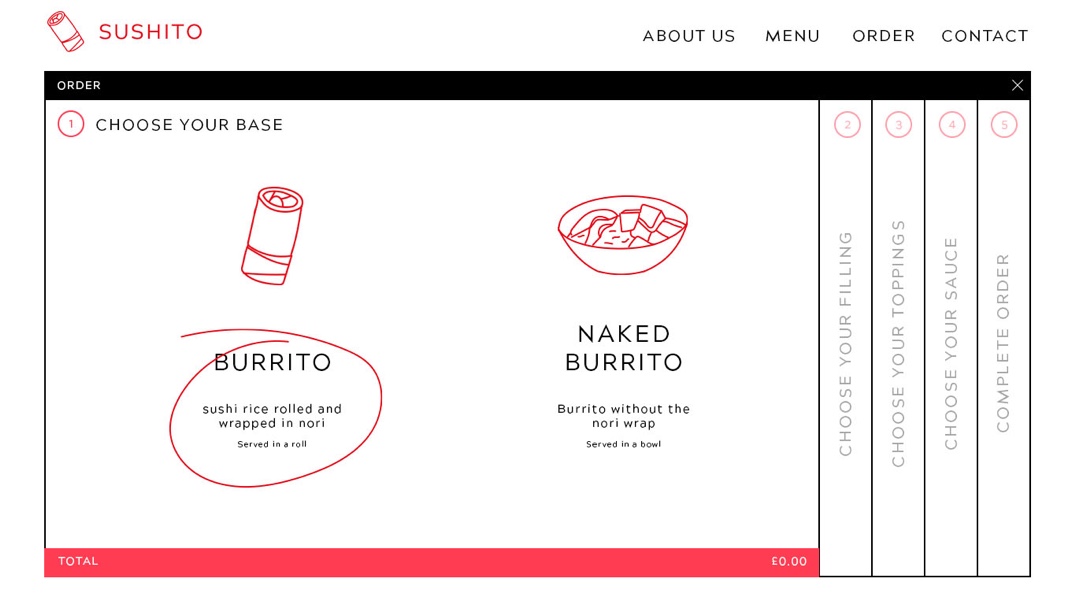 SUSHITO
ABOUT US MENU ORDER CONTACT
ORDER
1 CHOOSE YOUR BASE
BURRITO
sushi rice rolled and
wrapped in nori
Served in a roll
NAKED
BURRITO
Burrito without the
nori wrap
Served in a bowl
TOTAL £0.00
2
CHOOSE YOUR FILLING
3
CHOOSE YOUR TOPPINGS
4
CHOOSE YOUR SAUCE
5
COMPLETE ORDER